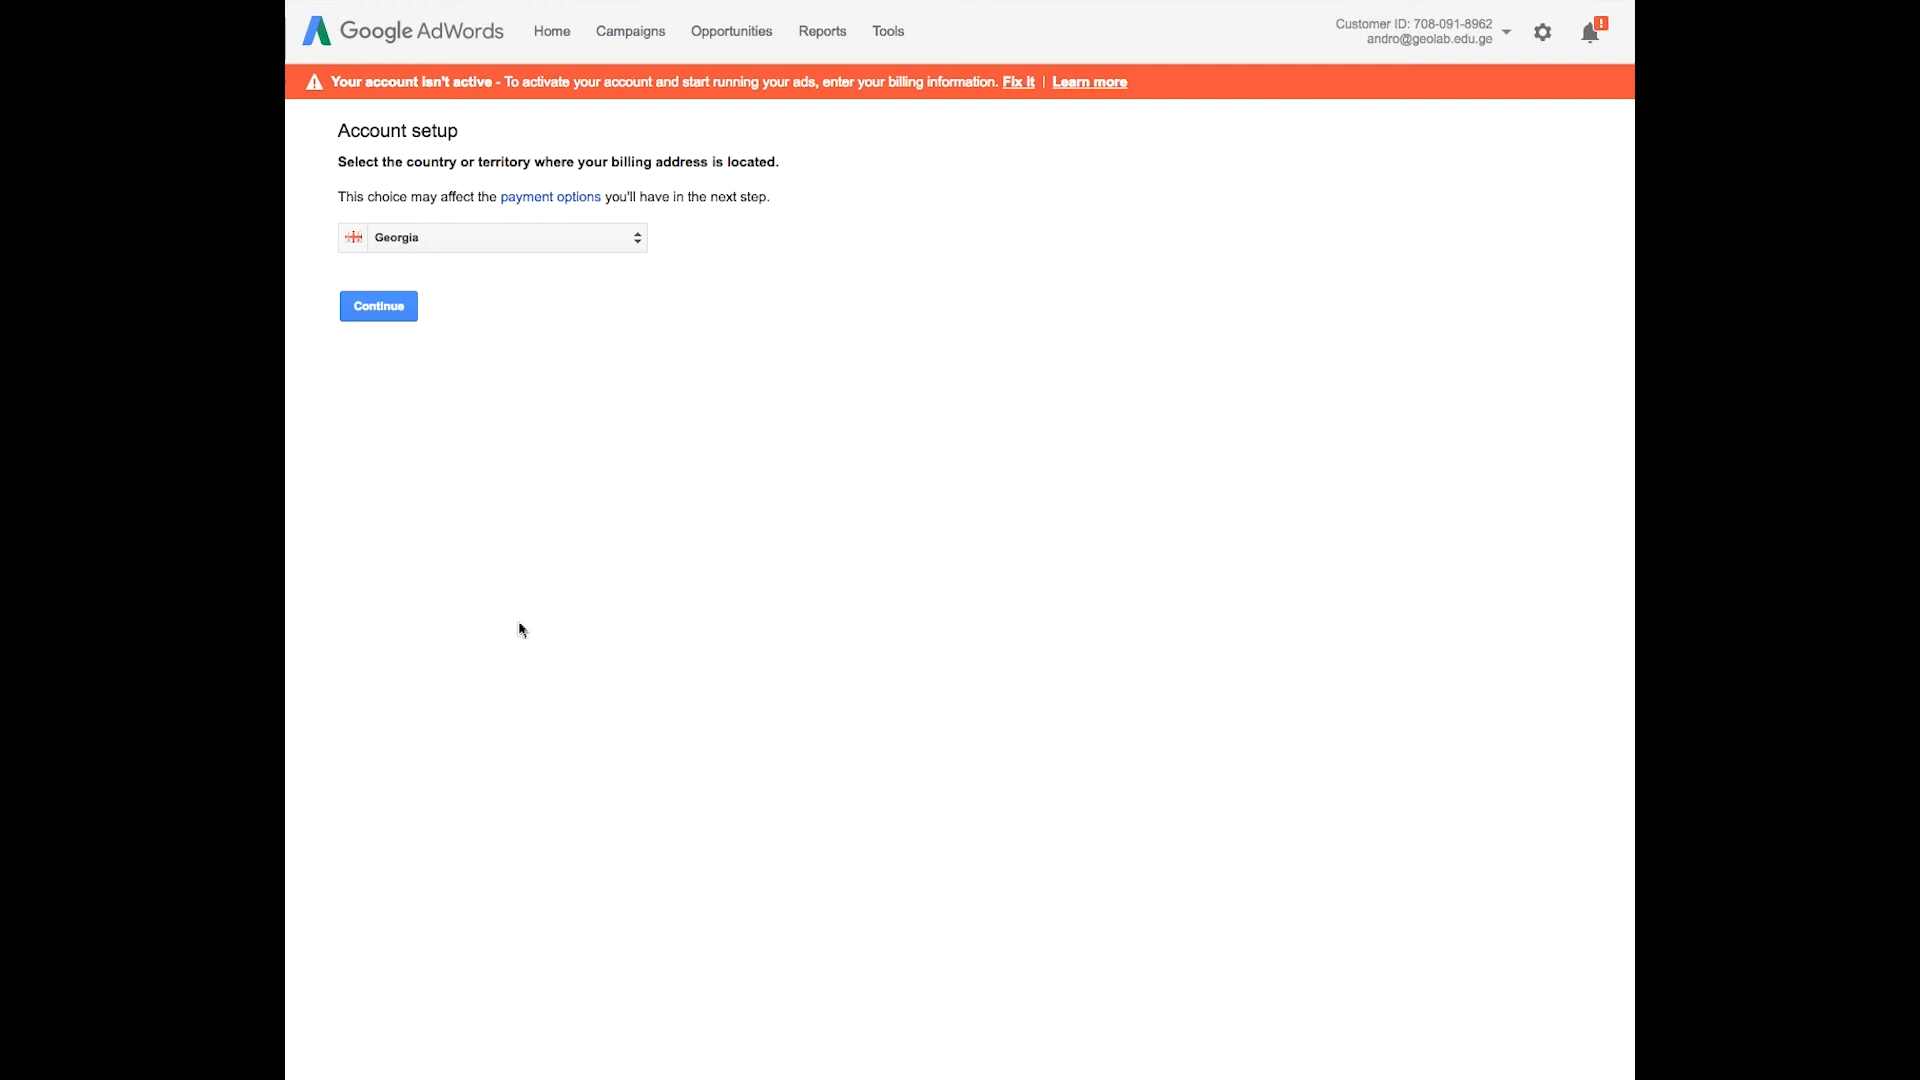 Google AdWords Home Campaigns Opportunities Reports Tools
Customer ID: 708-091-8962
andro@geolab.edu.ge
!
Your account isn't active - To activate your account and start running your ads, enter your billing information. Fix it | Learn more
Account setup
Select the country or territory where your billing address is located.
This choice may affect the payment options you'll have in the next step.
Georgia
Continue